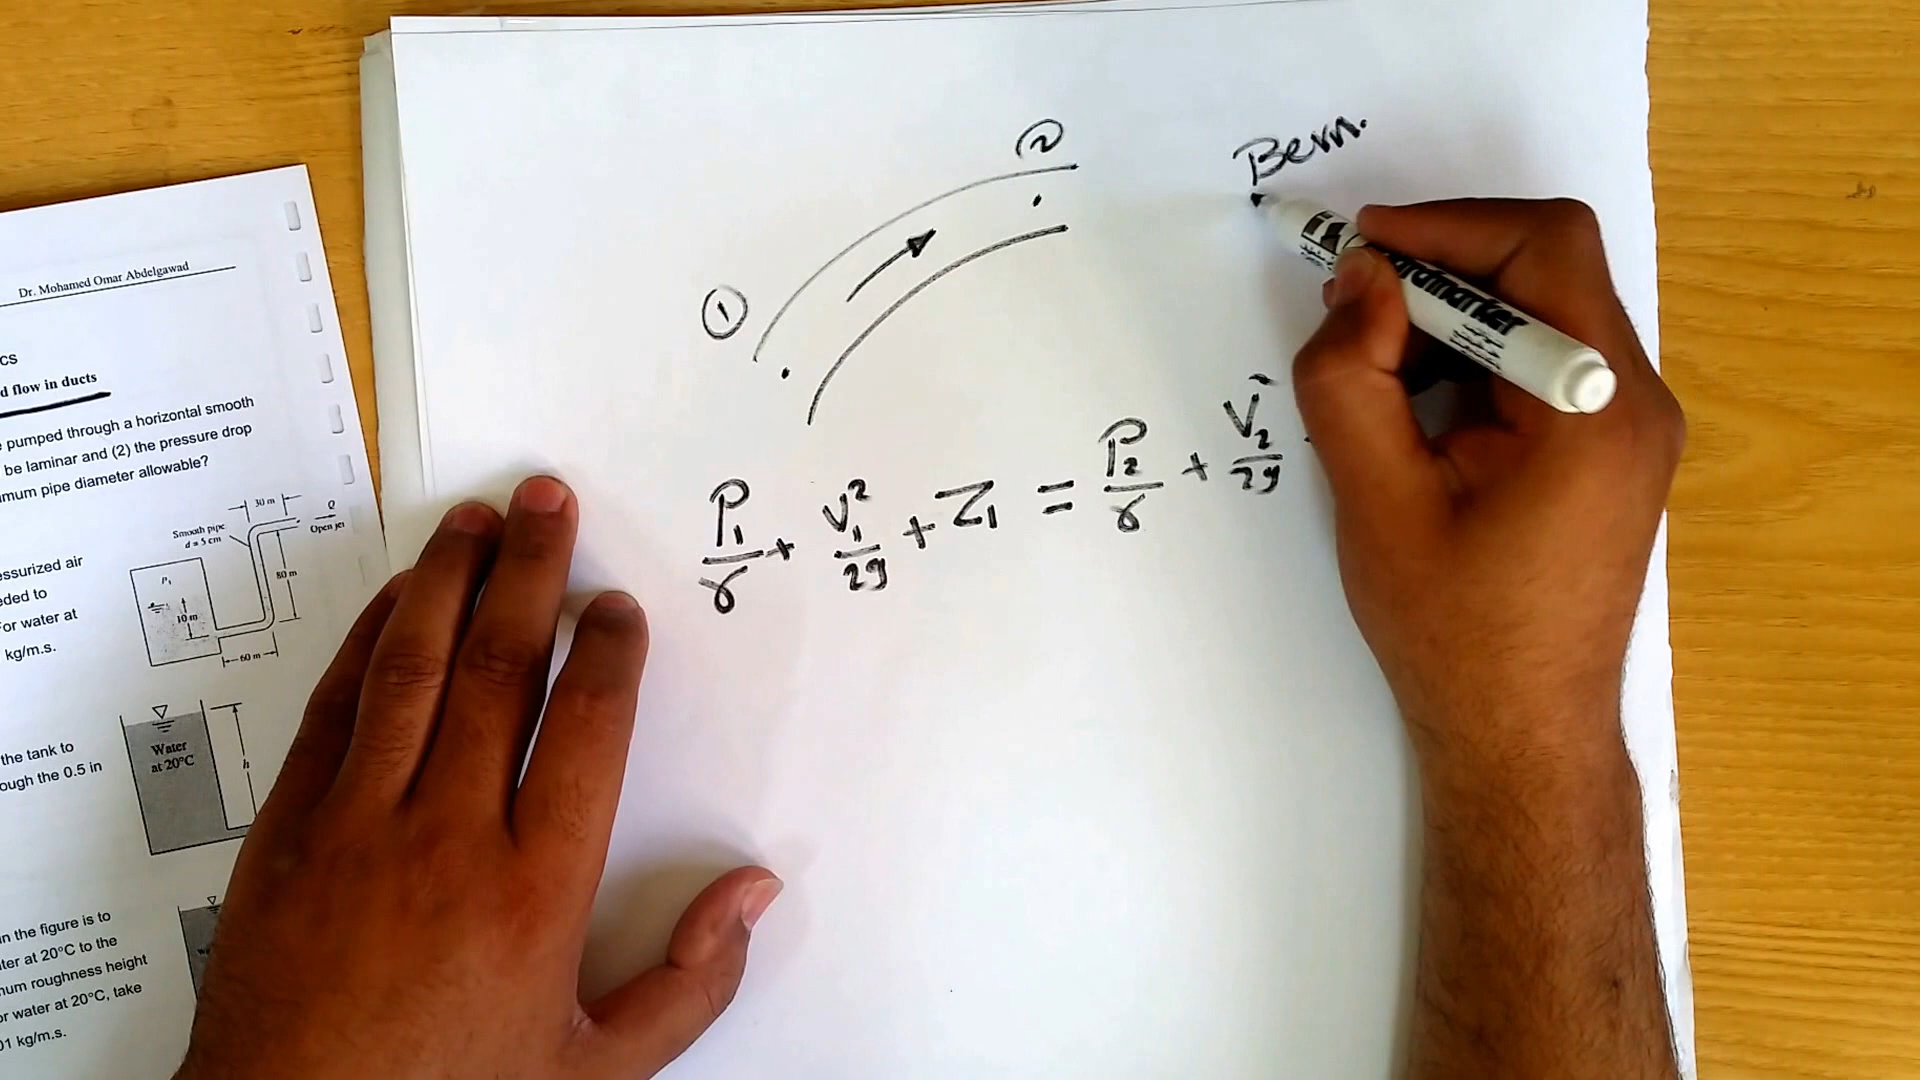 Dr. Mohamed Omar Abdelgawad
cs
d flow in ducts
pumped through a horizontal smooth
be laminar and (2) the pressure drop
mum pipe diameter allowable?
30 m
Q
Smooth pipe
d = 5 cm
Open jet
essurized air
P₁
80 m
eded to
10 m
or water at
kg/m.s.
60 m
the tank to
ough the 0.5 in
Water
at 20°C
h
in the figure is to
ter at 20°C to the
num roughness height
or water at 20°C, take
01 kg/m.s.
②
Bern.
①
P₁/γ + V₁²/2g + Z₁ = P₂/γ + V₂²/2g